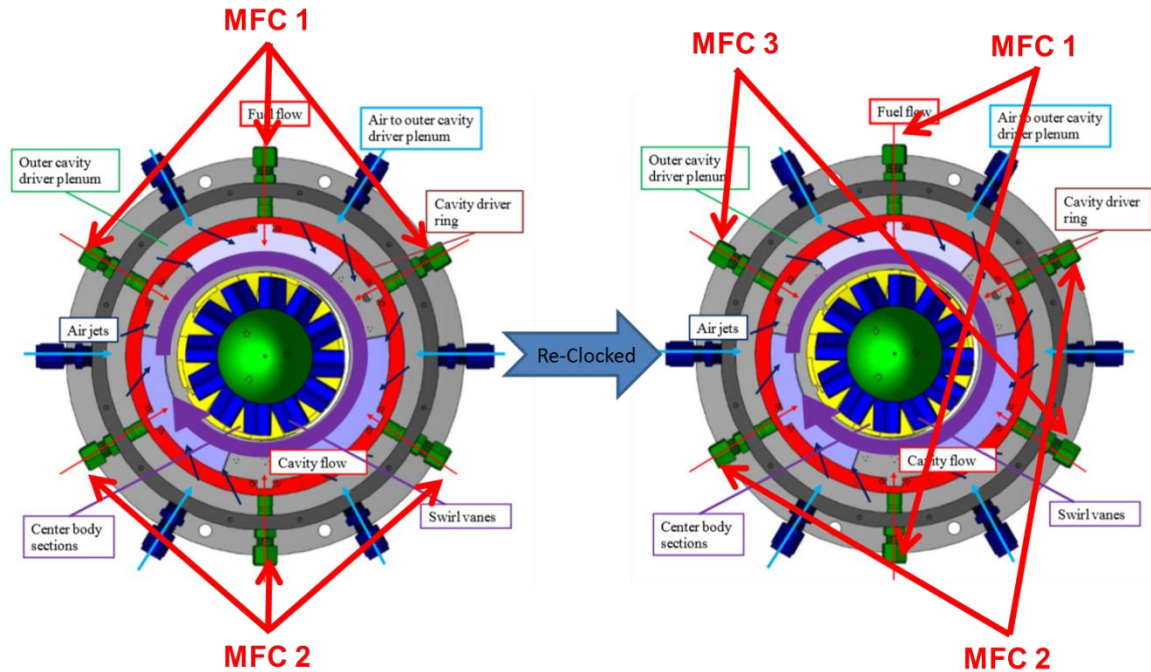 MFC 1
Fuel flow
Air to outer cavity
driver plenum
Outer cavity
driver plenum
Cavity driver
ring
Air jets
Cavity flow
Center body
sections
Swirl vanes
MFC 2
Re-Clocked
MFC 3
MFC 1
Fuel flow
Air to outer cavity
driver plenum
Outer cavity
driver plenum
Cavity driver
ring
Air jets
Cavity flow
Center body
sections
Swirl vanes
MFC 2